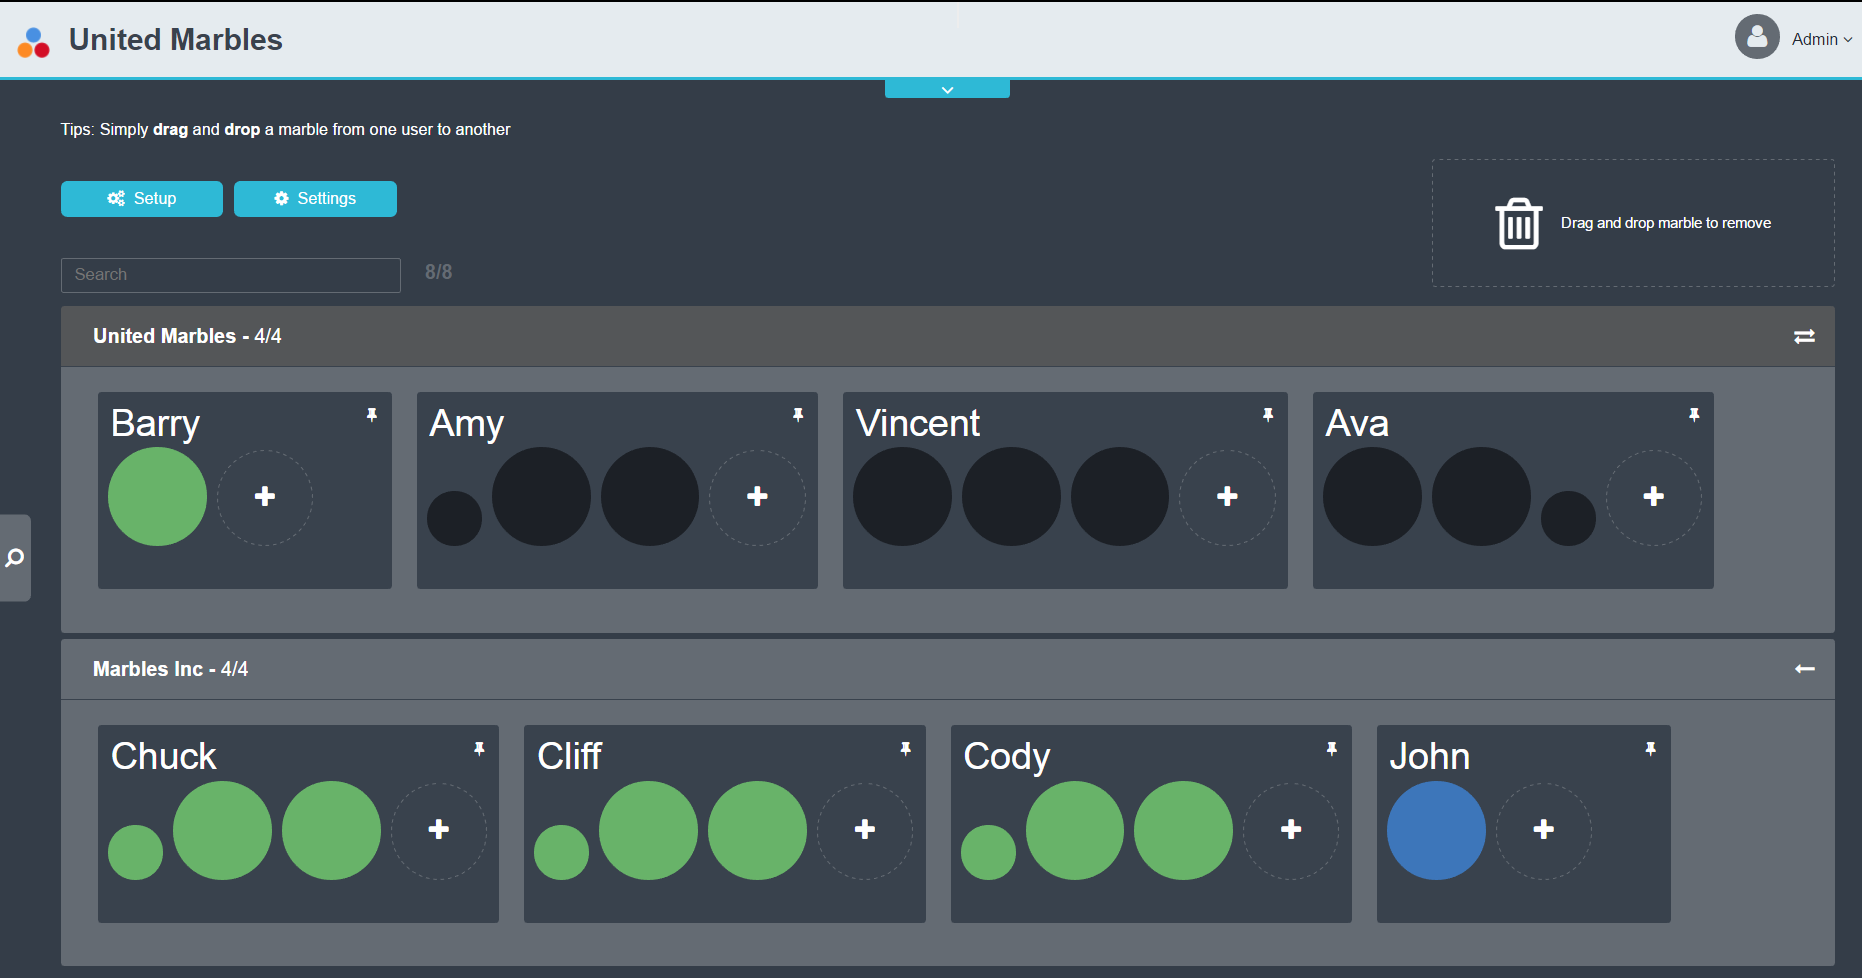 United Marbles
Admin
Tips: Simply drag and drop a marble from one user to another
Setup
Settings
Drag and drop marble to remove
Search
8/8
United Marbles - 4/4
Barry
Amy
Vincent
Ava
Marbles Inc - 4/4
Chuck
Cliff
Cody
John